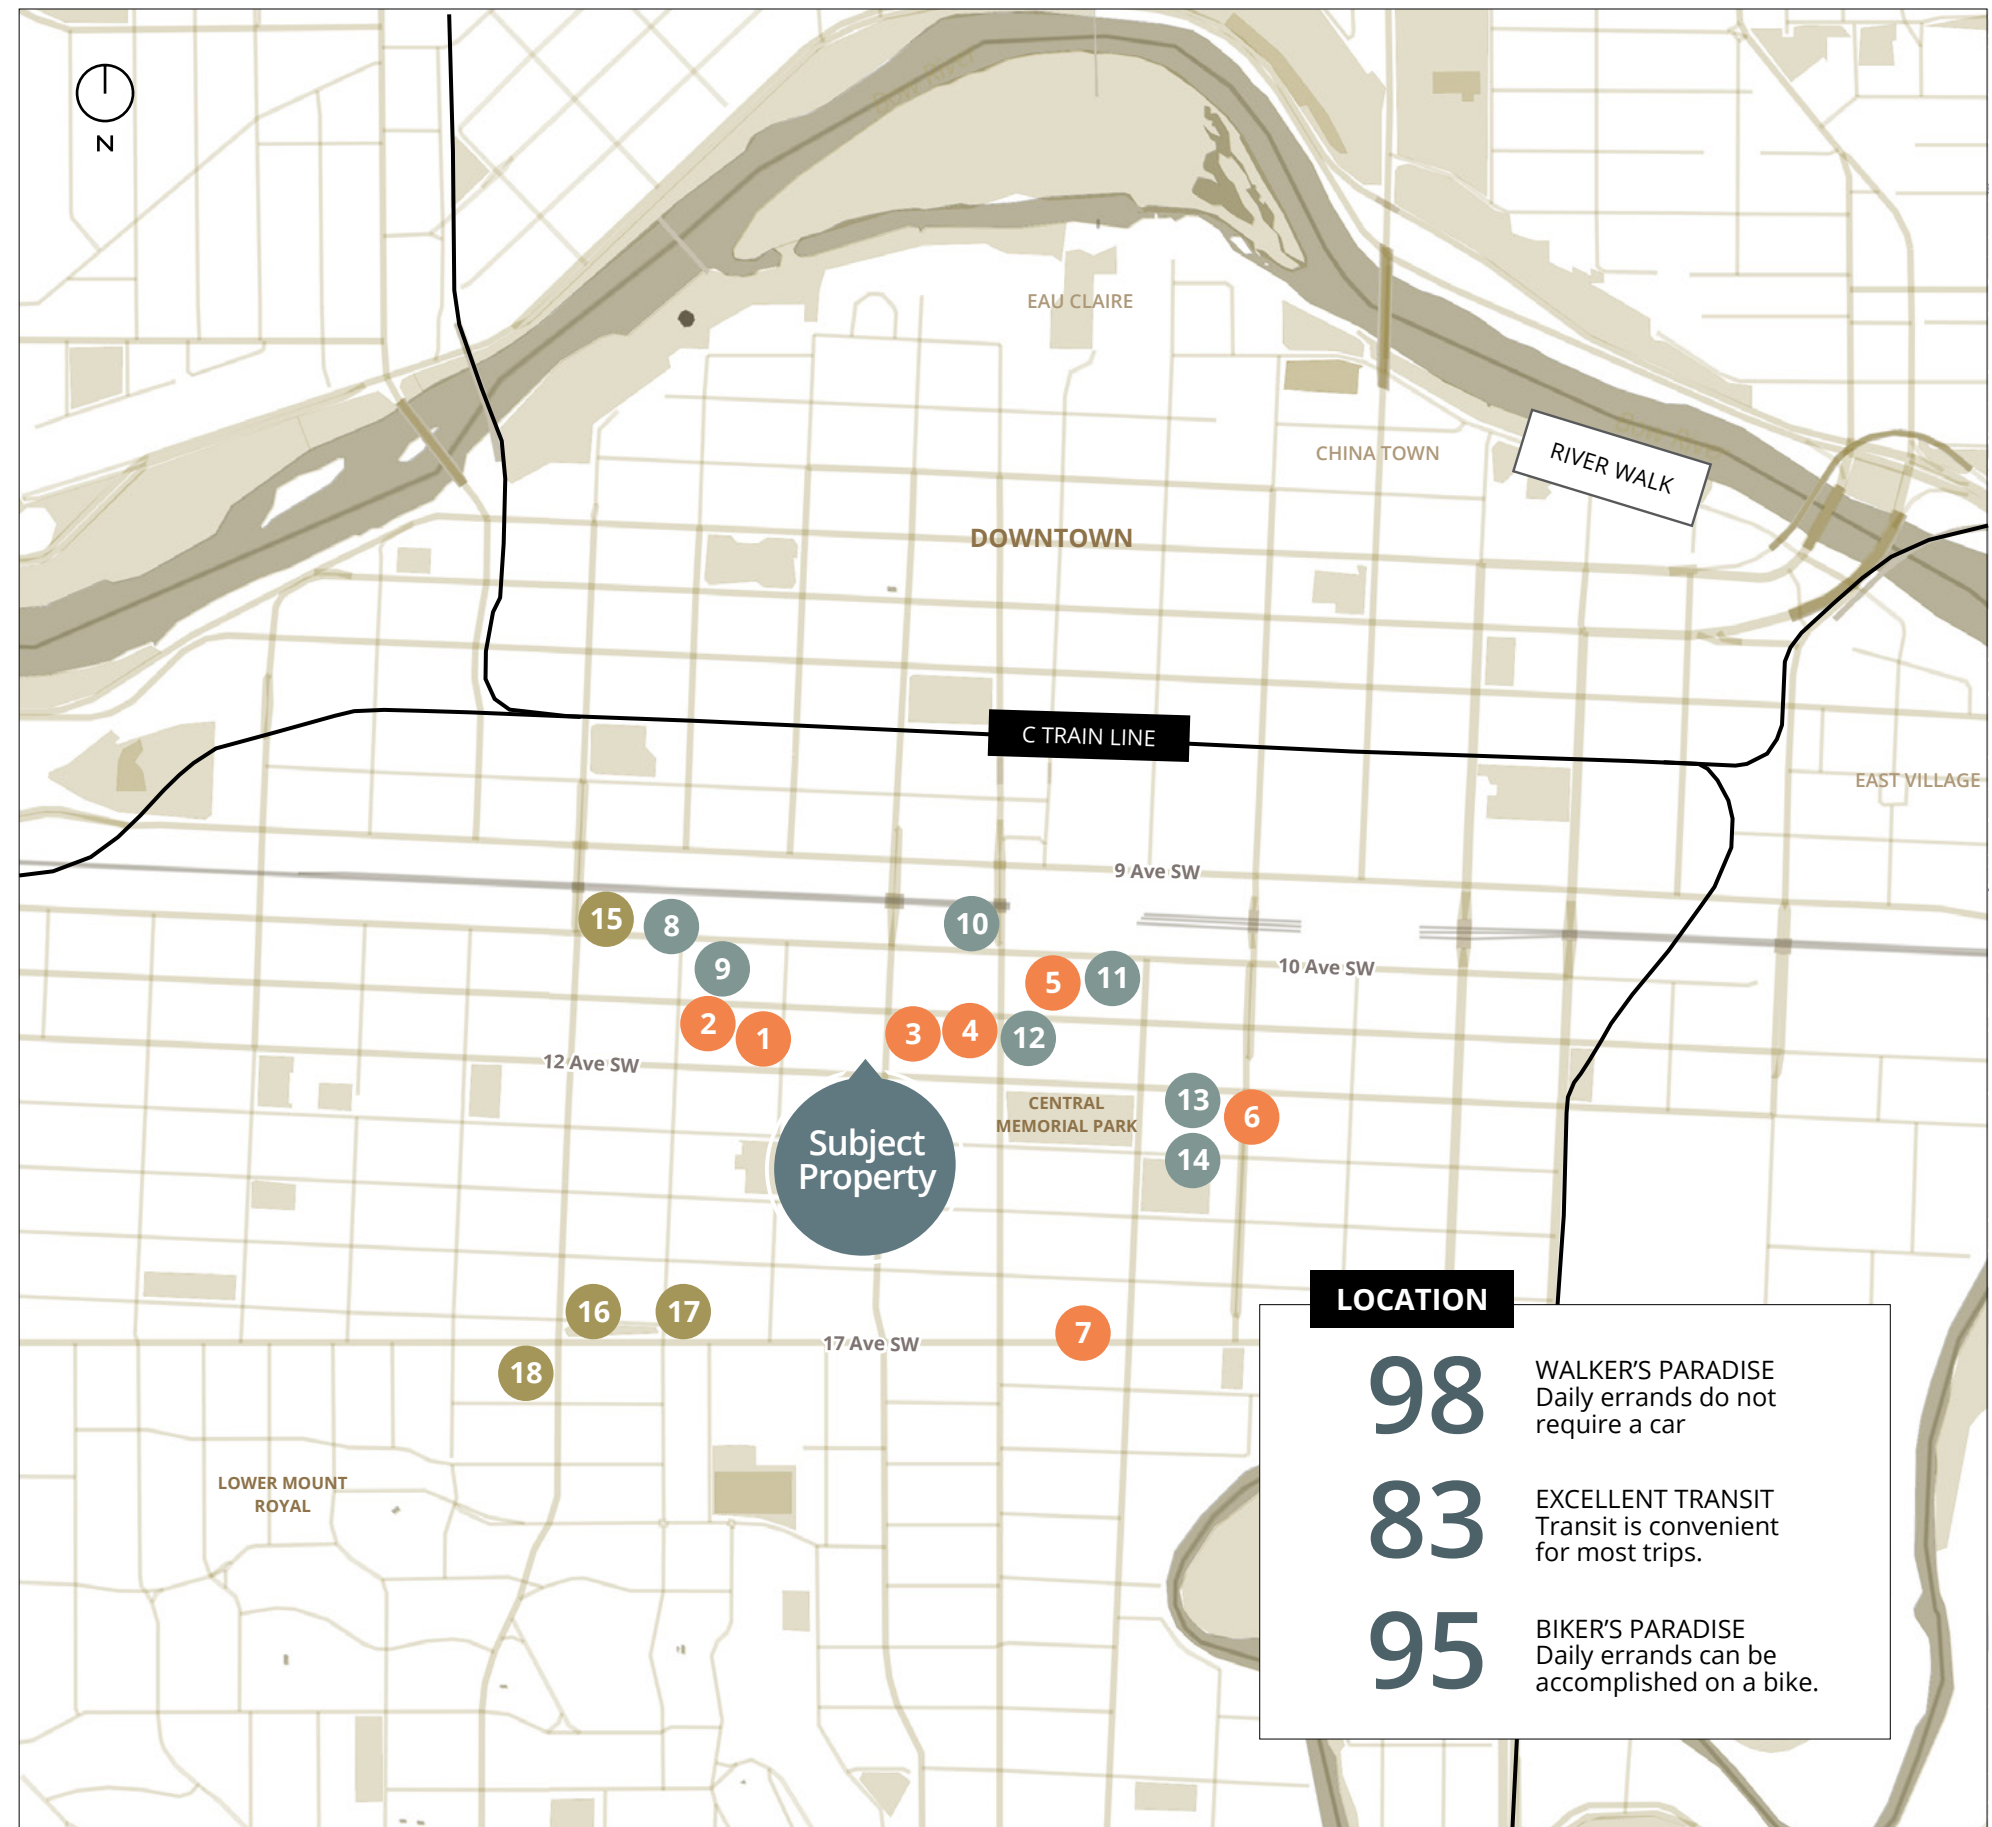 N
Bow River
EAU CLAIRE
CHINA TOWN
Bow River
RIVER WALK
DOWNTOWN
C TRAIN LINE
EAST VILLAGE
9 Ave SW
15
8
10
9
10 Ave SW
5
11
2
1
3
4
12
12 Ave SW
CENTRAL
MEMORIAL PARK
13
6
14
Subject
Property
16
17
17 Ave SW
7
18
LOWER MOUNT
ROYAL
LOCATION
98
WALKER’S PARADISE
Daily errands do not
require a car
83
EXCELLENT TRANSIT
Transit is convenient
for most trips.
95
BIKER’S PARADISE
Daily errands can be
accomplished on a bike.